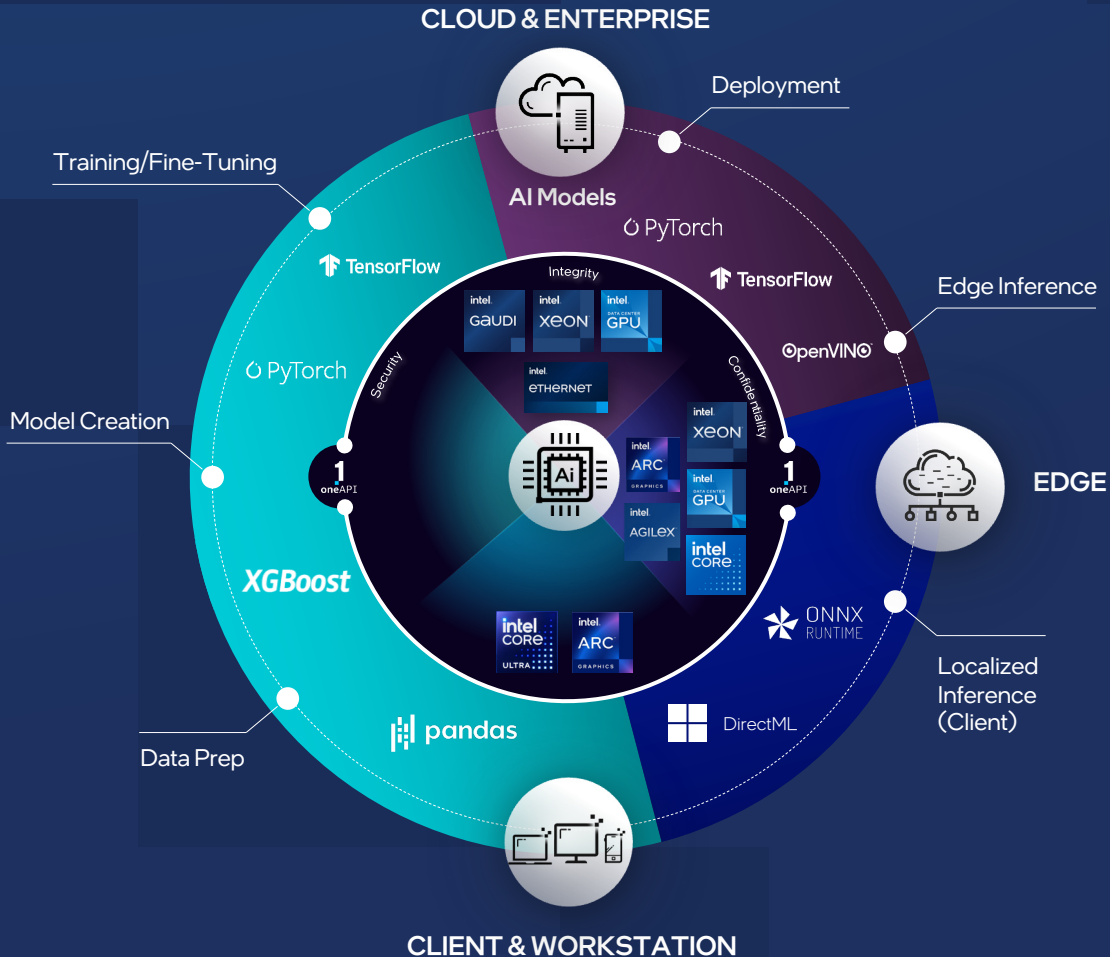 CLOUD & ENTERPRISE
Deployment
Training/Fine-Tuning
AI Models
PyTorch
TensorFlow
Integrity
TensorFlow
Edge Inference
intel.
GAUDI
intel.
XEON
intel.
DATA CENTER
GPU
OpenVINO
PyTorch
Security
Confidentiality
intel.
ETHERNET
Model Creation
intel.
XEON
intel.
ARC
GRAPHICS
Ai
1
oneAPI
1
oneAPI
intel.
DATA CENTER
GPU
EDGE
intel.
AGILEX
intel
CORE
XGBoost
intel
CORE
ULTRA
intel.
ARC
GRAPHICS
ONNX
RUNTIME
Localized
Inference
(Client)
pandas
DirectML
Data Prep
CLIENT & WORKSTATION